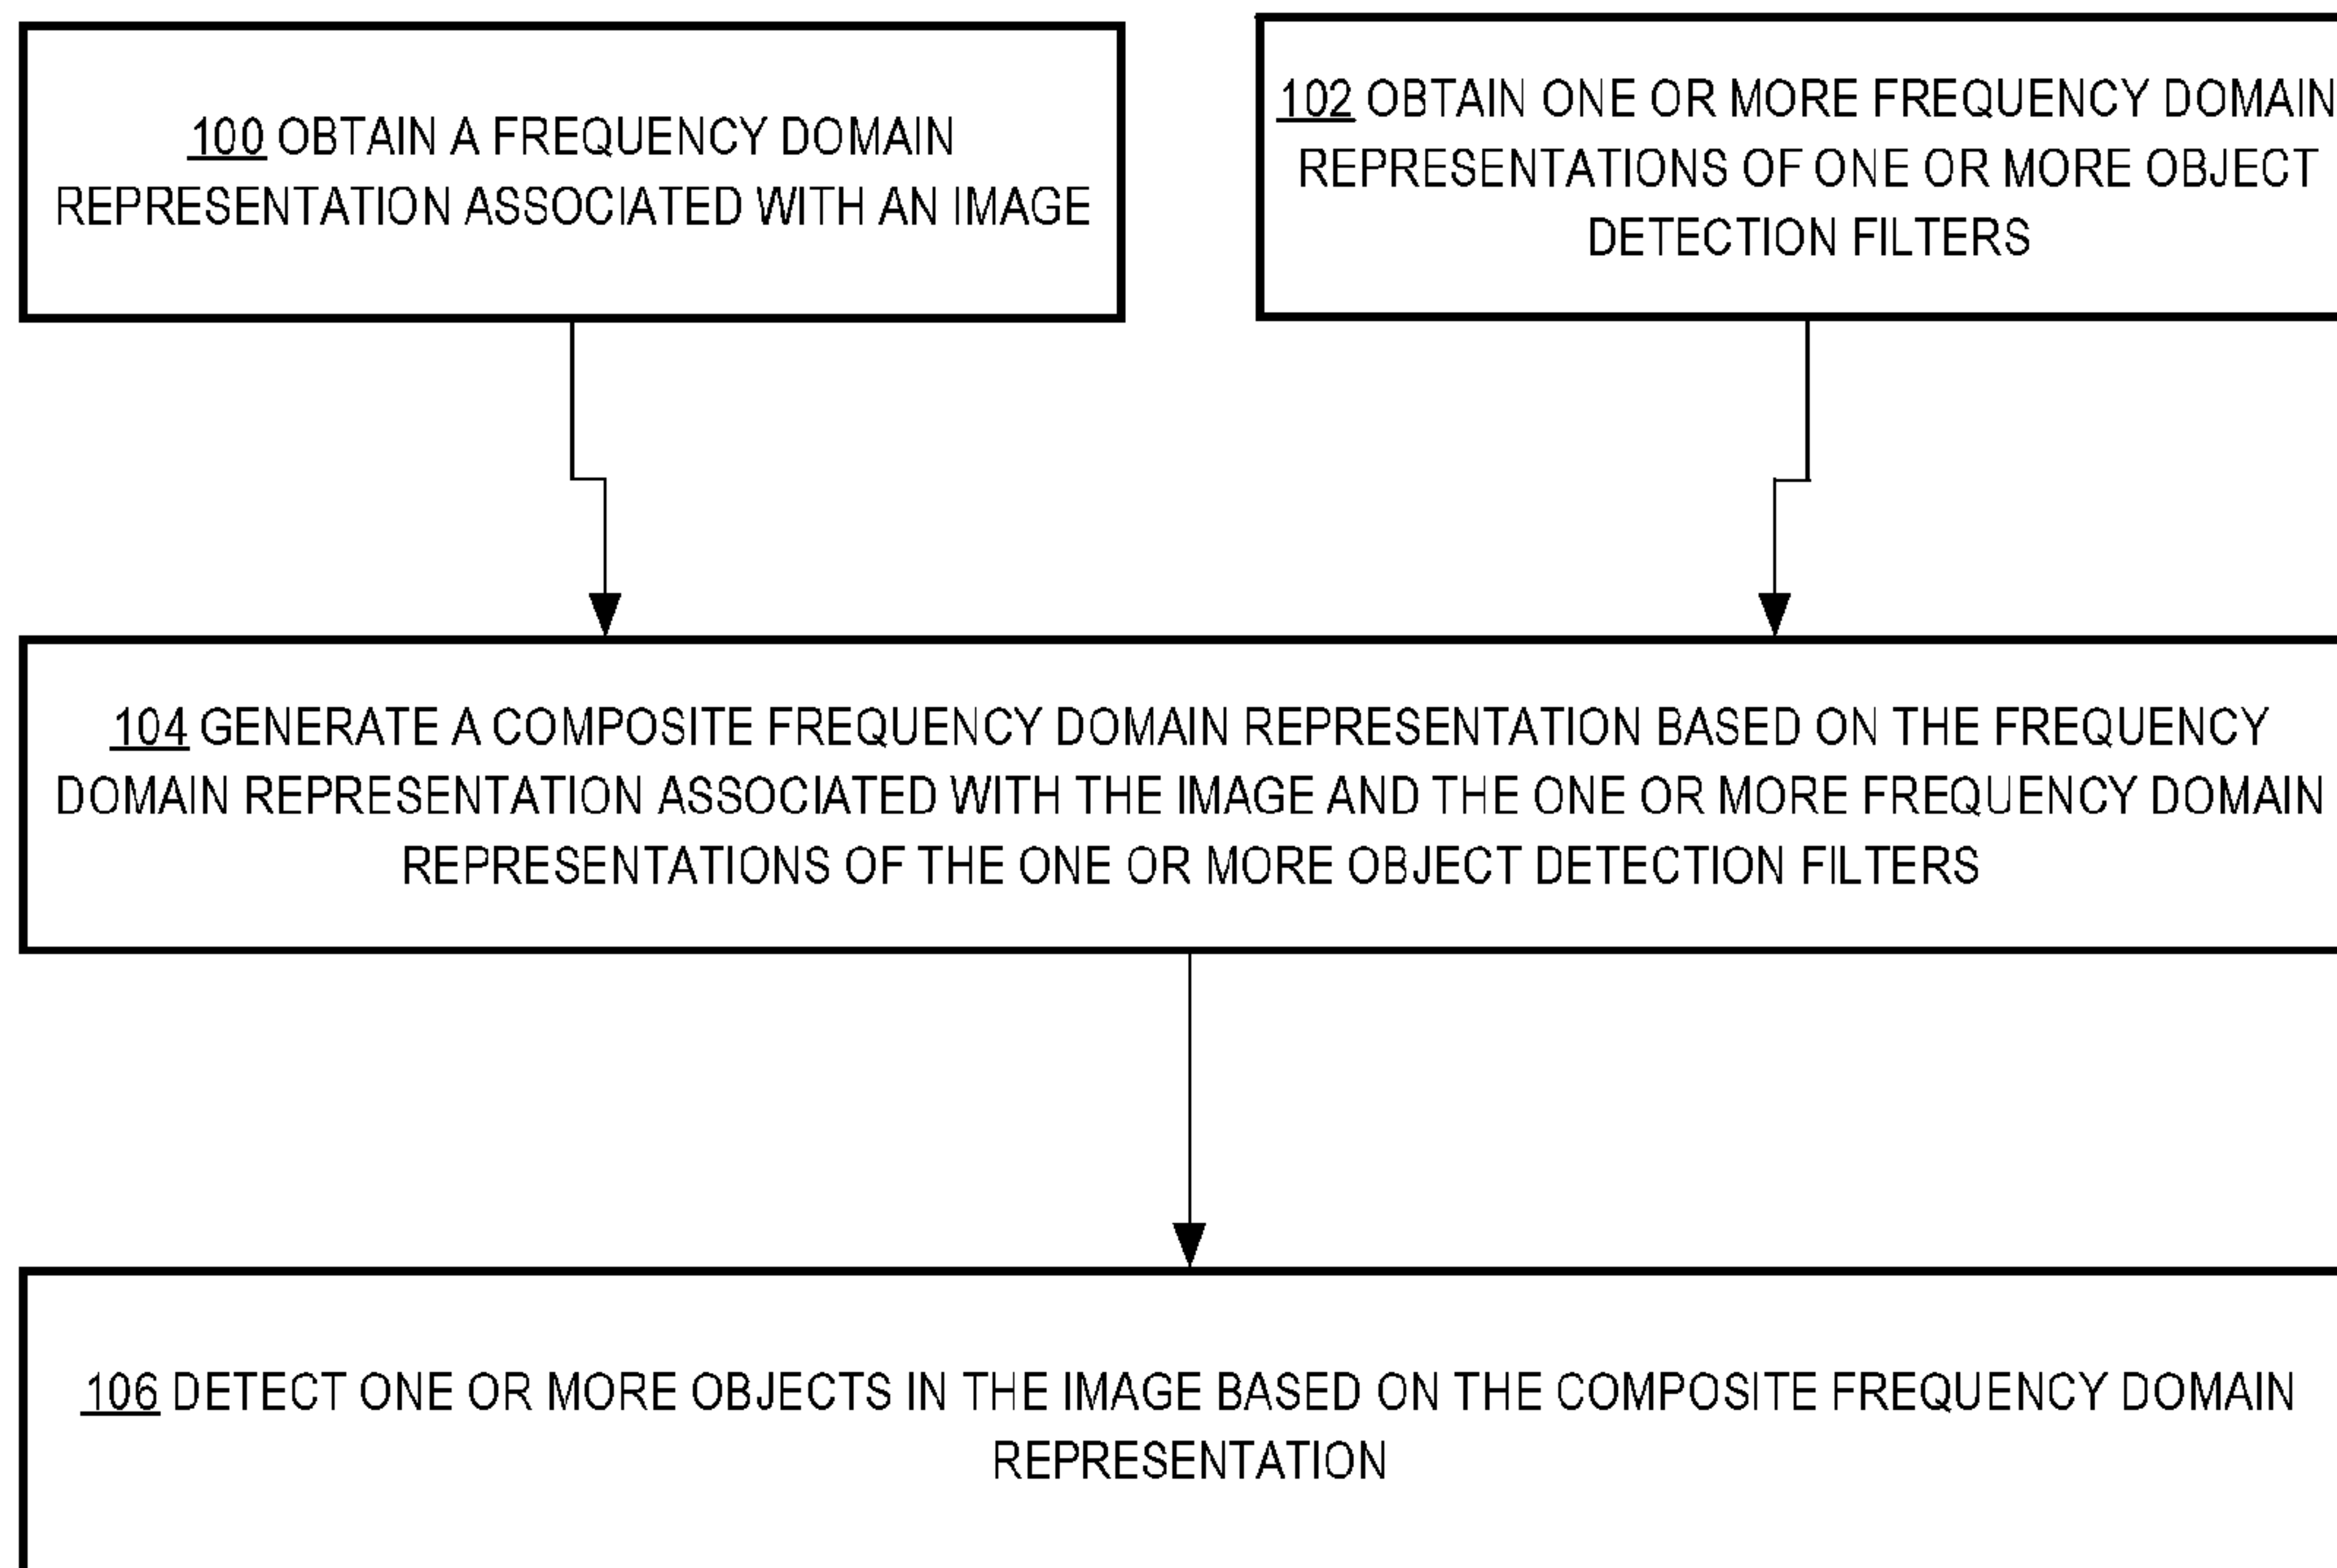 100 OBTAIN A FREQUENCY DOMAIN
REPRESENTATION ASSOCIATED WITH AN IMAGE
102 OBTAIN ONE OR MORE FREQUENCY DOMAIN
REPRESENTATIONS OF ONE OR MORE OBJECT
DETECTION FILTERS
104 GENERATE A COMPOSITE FREQUENCY DOMAIN REPRESENTATION BASED ON THE FREQUENCY
DOMAIN REPRESENTATION ASSOCIATED WITH THE IMAGE AND THE ONE OR MORE FREQUENCY DOMAIN
REPRESENTATIONS OF THE ONE OR MORE OBJECT DETECTION FILTERS
106 DETECT ONE OR MORE OBJECTS IN THE IMAGE BASED ON THE COMPOSITE FREQUENCY DOMAIN
REPRESENTATION